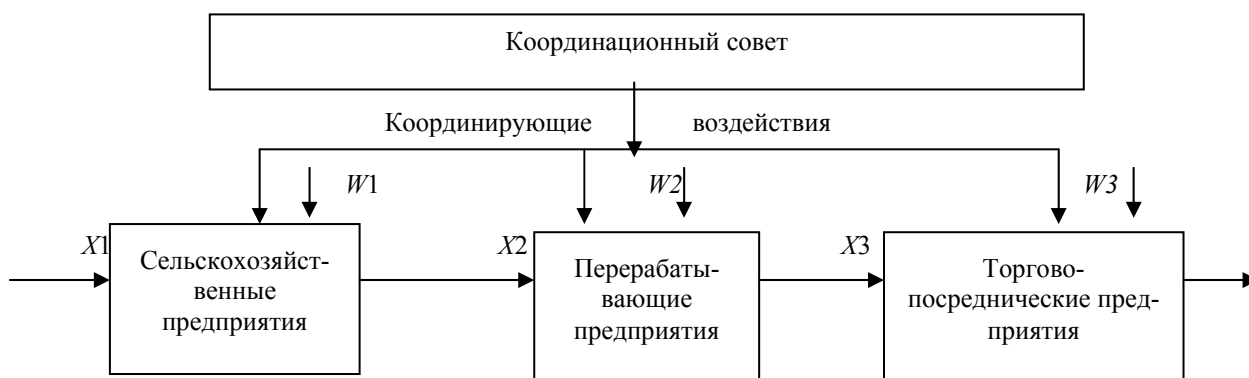 Координационный совет
Координирующие воздействия
W1
W2
W3
X1
X2
X3
Сельскохозяйст-
венные
предприятия
Перерабаты-
вающие
предприятия
Торгово-
посреднические пред-
приятия